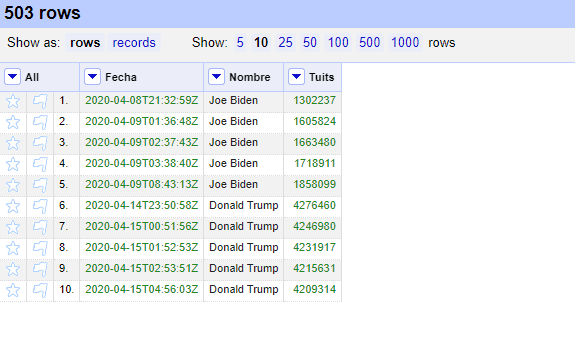 503 rows
Show as: rows records Show: 5 10 25 50 100 500 1000 rows
All Fecha Nombre Tuits
1. 2020-04-08T21:32:59Z Joe Biden 1302237
2. 2020-04-09T01:36:48Z Joe Biden 1605824
3. 2020-04-09T02:37:43Z Joe Biden 1663480
4. 2020-04-09T03:38:40Z Joe Biden 1718911
5. 2020-04-09T08:43:13Z Joe Biden 1858099
6. 2020-04-14T23:50:58Z Donald Trump 4276460
7. 2020-04-15T00:51:56Z Donald Trump 4246980
8. 2020-04-15T01:52:53Z Donald Trump 4231917
9. 2020-04-15T02:53:51Z Donald Trump 4215631
10. 2020-04-15T04:56:03Z Donald Trump 4209314